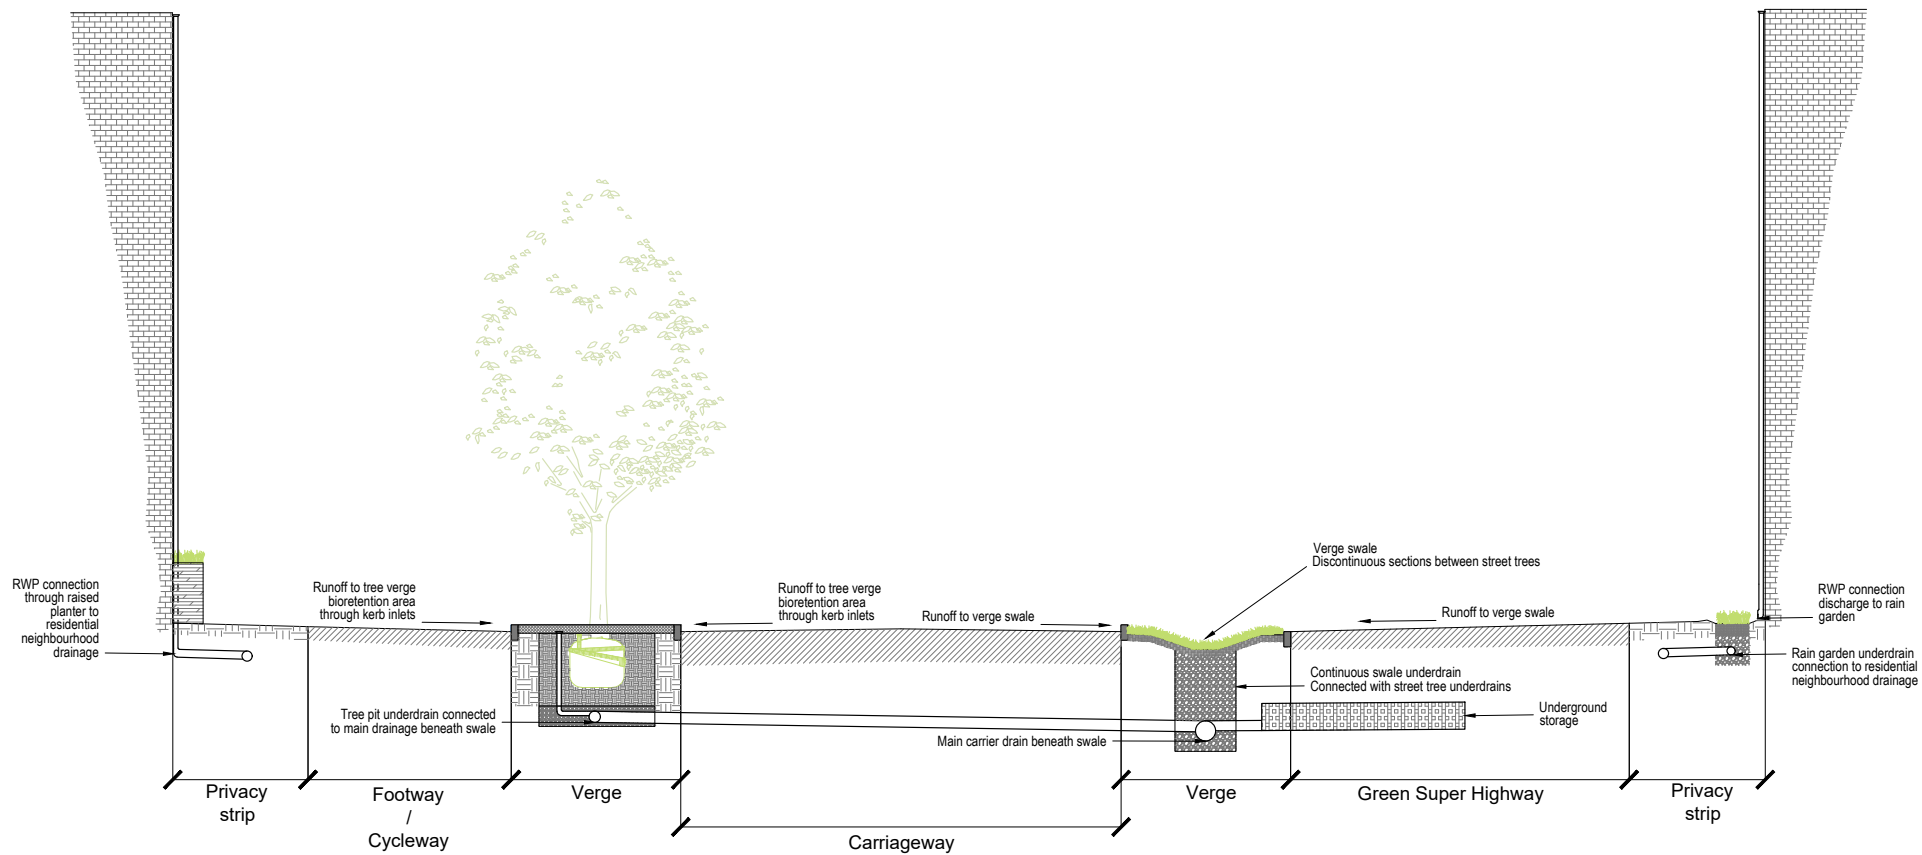 RWP connection
through raised
planter to
residential
neighbourhood
drainage
Runoff to tree verge
bioretention area
through kerb inlets
Runoff to tree verge
bioretention area
through kerb inlets
Runoff to verge swale
Verge swale
Discontinuous sections between street trees
Runoff to verge swale
RWP connection
discharge to rain
garden
Rain garden underdrain
connection to residential
neighbourhood drainage
Continuous swale underdrain
Connected with street tree underdrains
Underground
storage
Tree pit underdrain connected
to main drainage beneath swale
Main carrier drain beneath swale
Privacy
strip
Footway
/
Cycleway
Verge
Carriageway
Verge
Green Super Highway
Privacy
strip